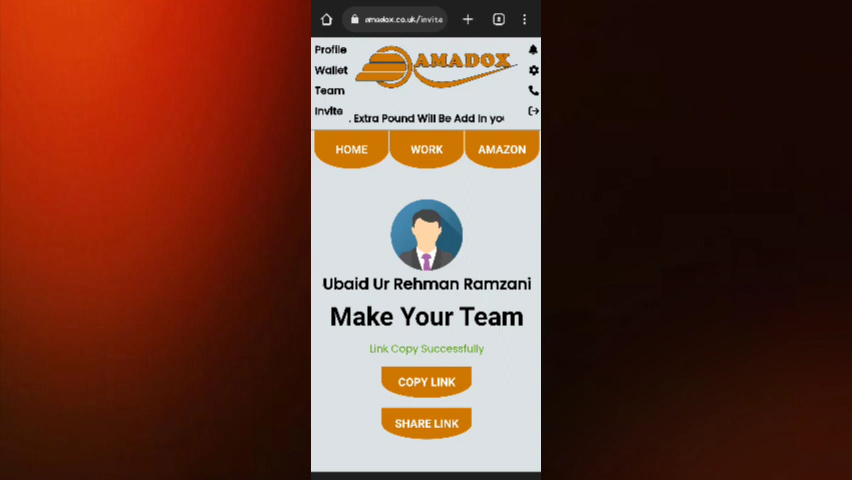 amadox.co.uk/invite
Profile
Wallet
Team
Invite
AMADOX
. Extra Pound Will Be Add In you
HOME
WORK
AMAZON
Ubaid Ur Rehman Ramzani
Make Your Team
Link Copy Successfully
COPY LINK
SHARE LINK